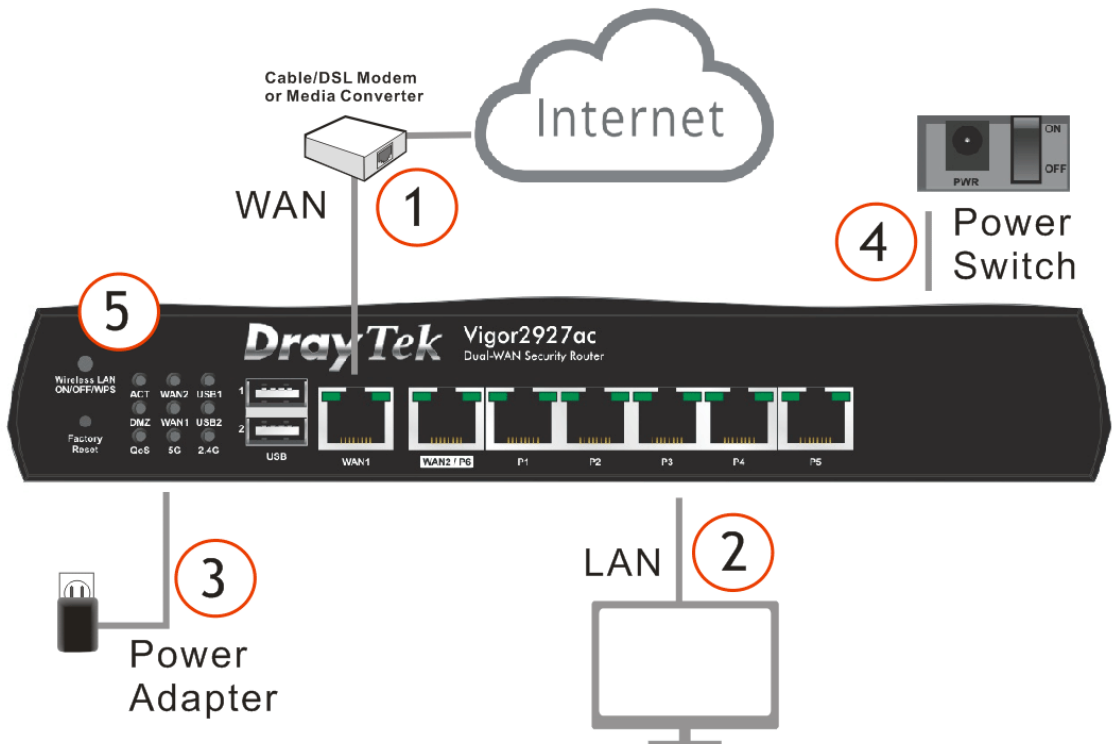 Cable/DSL Modem
or Media Converter
Internet
WAN
1
ON
OFF
PWR
4
Power
Switch
5
DrayTek
Vigor2927ac
Dual-WAN Security Router
Wireless LAN
ON/OFF/WPS
Factory
Reset
ACT WAN2 USB1
DMZ WAN1 USB2
QoS 5G 2.4G
1
2
USB
WAN1
WAN2 / P6
P1
P2
P3
P4
P5
3
Power
Adapter
LAN
2